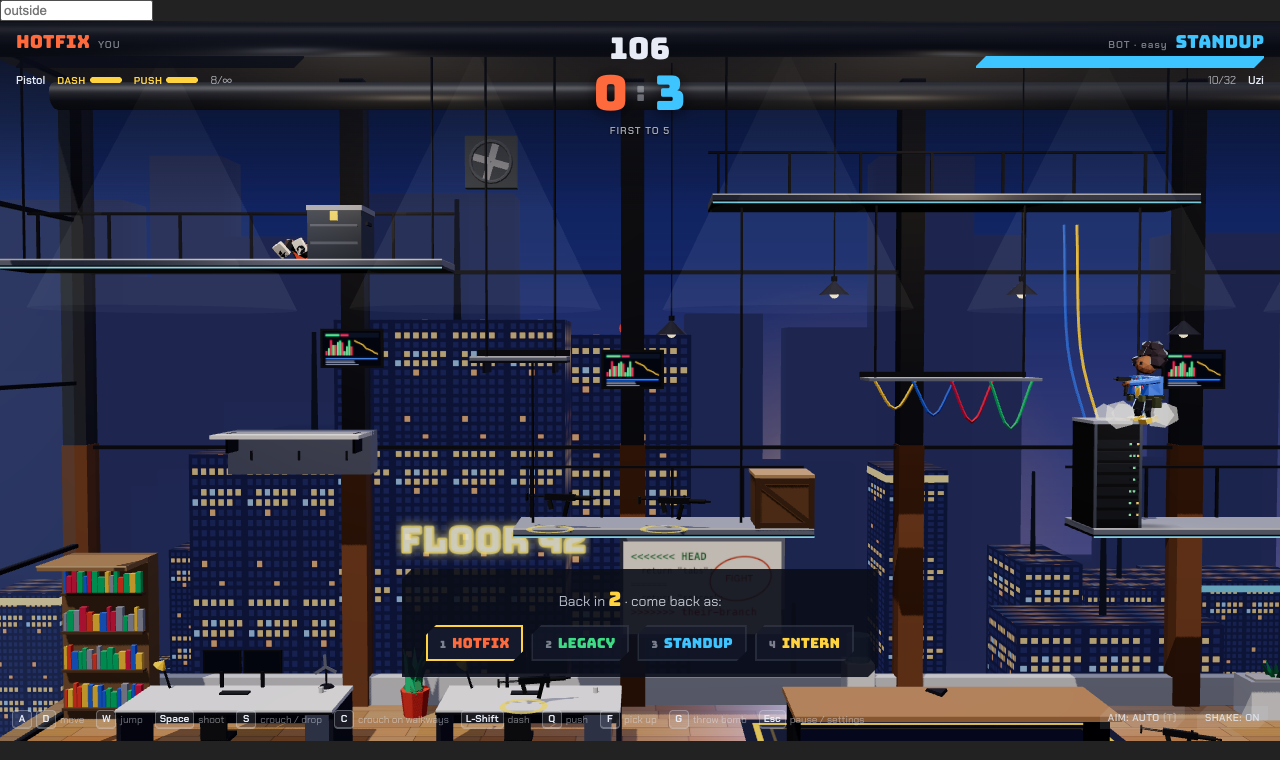 outside
HOTFIX YOU
106
BOT · easy STANDUP
Pistol DASH PUSH 8/∞
0 : 3
10/32 Uzi
FIRST TO 5
FLOOR 42
<<<<<<< HEAD
Back in 2 · come back as:
1 HOTFIX 2 LEGACY 3 STANDUP 4 INTERN
A D move W jump Space shoot S crouch / drop C crouch on walkways L-Shift dash Q push F pick up G throw bomb Esc pause / settings AIM: AUTO (T) SHAKE: ON